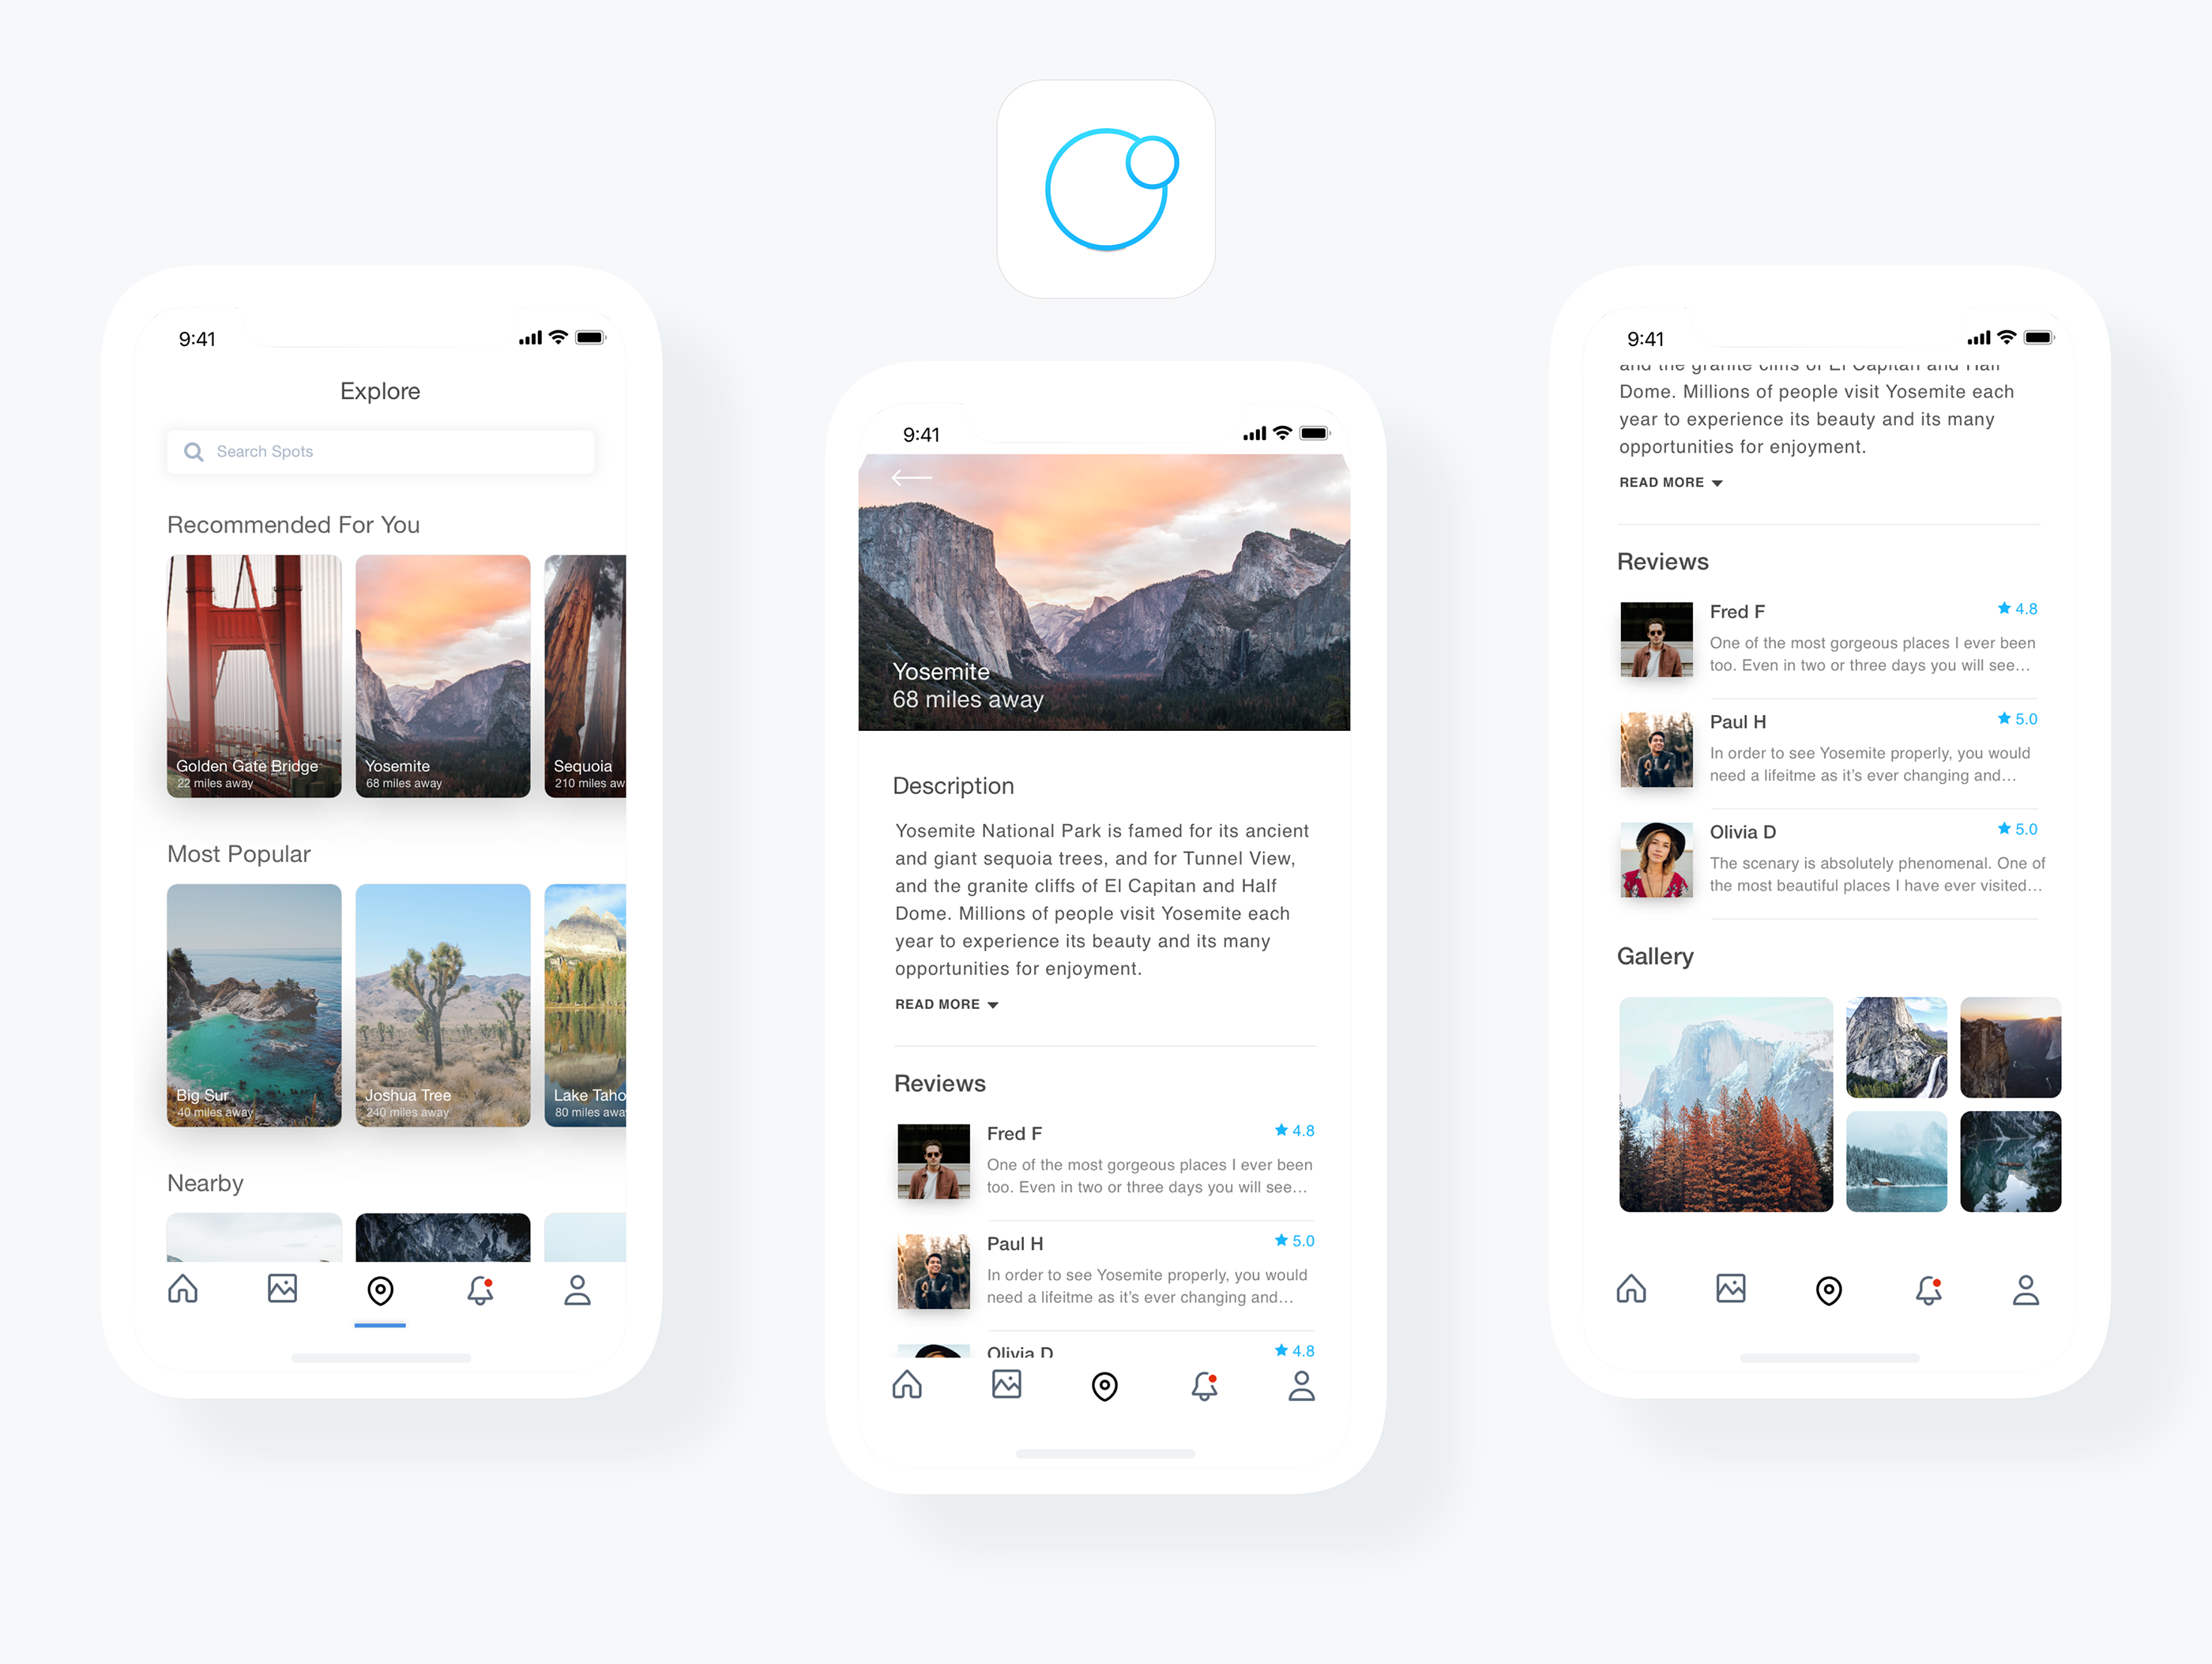 9:41
Explore
Search Spots
Recommended For You
Golden Gate Bridge
22 miles away
Yosemite
68 miles away
Sequoia
210 miles aw
Most Popular
Big Sur
40 miles away
Joshua Tree
240 miles away
Lake Taho
80 miles awa
Nearby
9:41
Yosemite
68 miles away
Description
Yosemite National Park is famed for its ancient
and giant sequoia trees, and for Tunnel View,
and the granite cliffs of El Capitan and Half
Dome. Millions of people visit Yosemite each
year to experience its beauty and its many
opportunities for enjoyment.
READ MORE
Reviews
Fred F
4.8
One of the most gorgeous places I ever been
too. Even in two or three days you will see...
Paul H
5.0
In order to see Yosemite properly, you would
need a lifeitme as it's ever changing and...
Olivia D
4.8
9:41
and the granite cliffs of El Capitan and Half
Dome. Millions of people visit Yosemite each
year to experience its beauty and its many
opportunities for enjoyment.
READ MORE
Reviews
Fred F
4.8
One of the most gorgeous places I ever been
too. Even in two or three days you will see...
Paul H
5.0
In order to see Yosemite properly, you would
need a lifeitme as it's ever changing and...
Olivia D
5.0
The scenary is absolutely phenomenal. One of
the most beautiful places I have ever visited...
Gallery